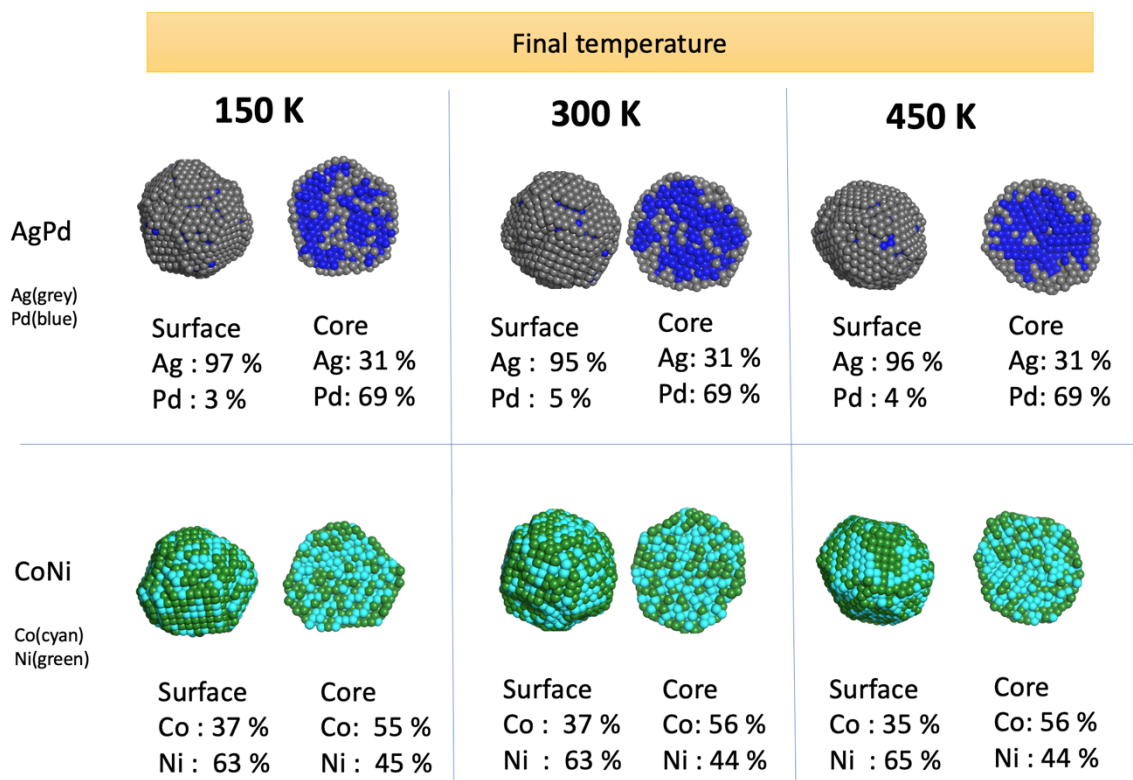 Final temperature
150 K
300 K
450 K
AgPd
Ag(grey)
Pd(blue)
Surface
Ag : 97 %
Pd : 3 %
Core
Ag: 31 %
Pd: 69 %
Surface
Ag :  95 %
Pd :  5 %
Core
Ag: 31 %
Pd: 69 %
Surface
Ag : 96 %
Pd : 4 %
Core
Ag: 31 %
Pd: 69 %
CoNi
Co(cyan)
Ni(green)
Surface
Co : 37 %
Ni : 63 %
Core
Co:  55 %
Ni : 45 %
Surface
Co :  37 %
Ni :  63 %
Core
Co: 56 %
Ni : 44 %
Surface
Co : 35 %
Ni : 65 %
Core
Co: 56 %
Ni : 44 %